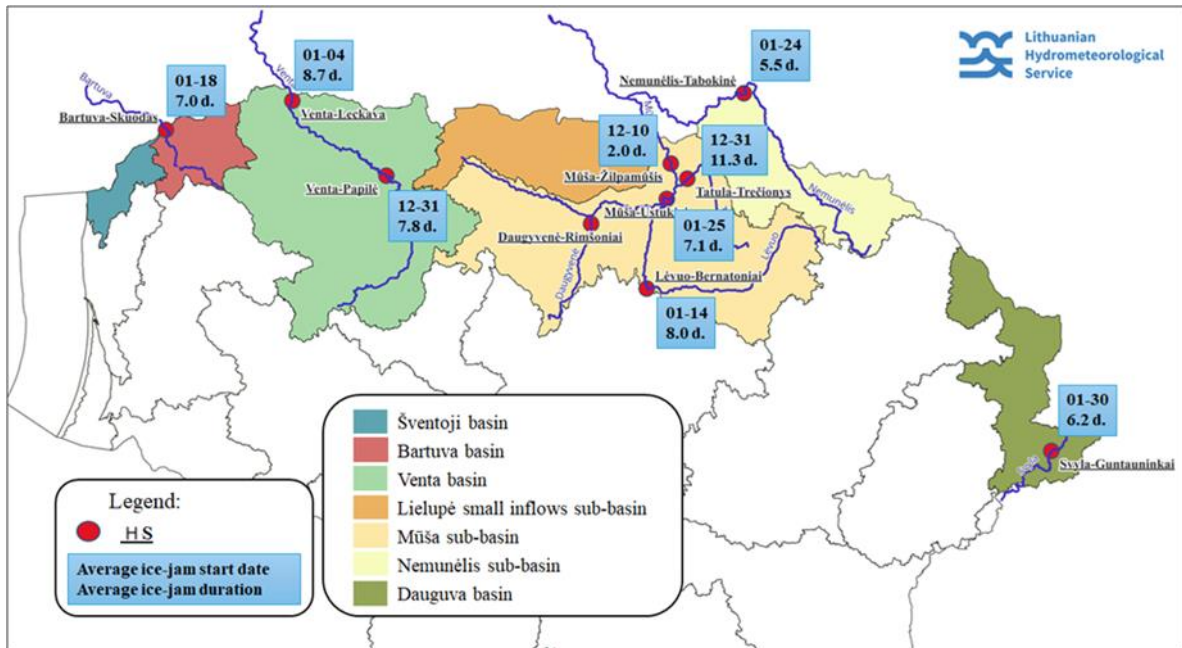 Lithuanian
Hydrometeorological
Service
01-24
5.5 d.
01-04
8.7 d.
01-18
7.0 d.
Bartuva
Nemunėlis-Tabokinė
Bartuva-Skuodas
Venta-Leckava
12-10
2.0 d.
12-31
11.3 d.
Venta-Papilė
Mūša-Žilpamūšis
Tatula-Trečionys
Nemunėlis
12-31
7.8 d.
Daugyvenė-Rimšoniai
01-25
7.1 d.
Lėvuo
Daugyvenė
Lėvuo-Bernatoniai
01-14
8.0 d.
01-30
6.2 d.
Svyla-Guntauninkai
Svyla
Šventoji basin
Bartuva basin
Venta basin
Lielupė small inflows sub-basin
Mūša sub-basin
Nemunėlis sub-basin
Dauguva basin
Legend:
HS
Average ice-jam start date
Average ice-jam duration